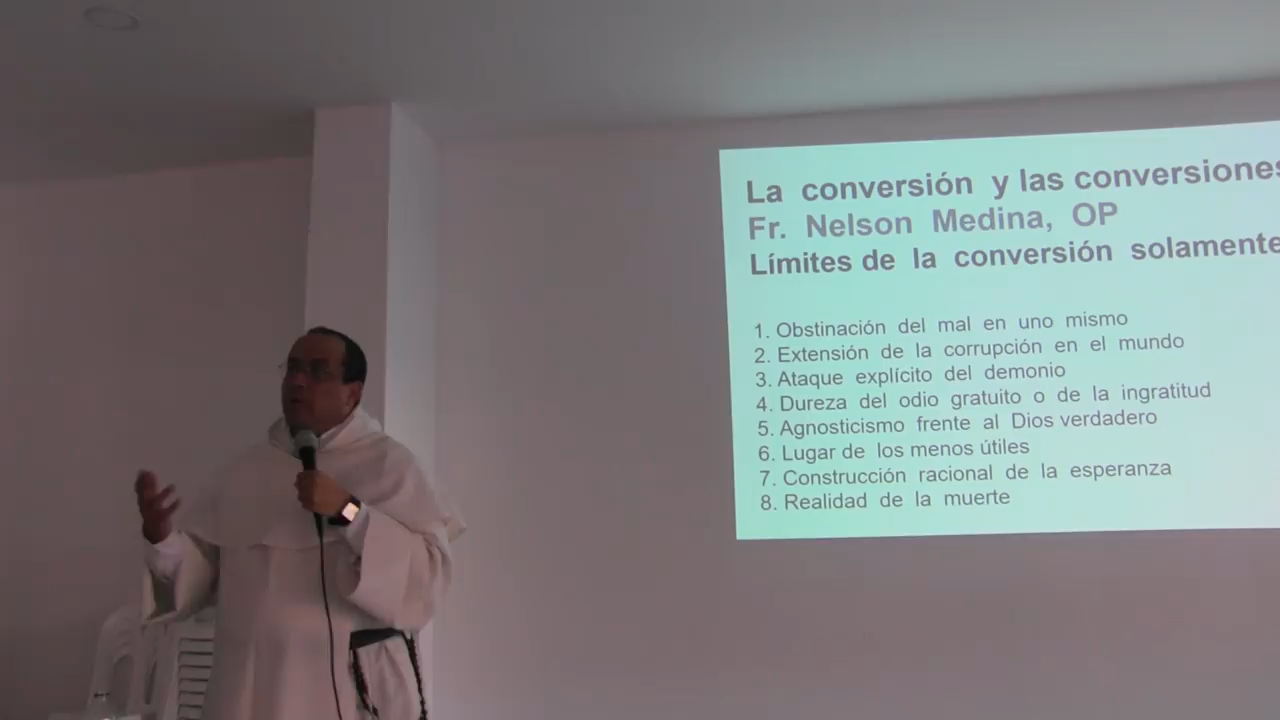 La conversión y las conversiones
Fr. Nelson Medina, OP
Límites de la conversión solamente
1. Obstinación del mal en uno mismo
2. Extensión de la corrupción en el mundo
3. Ataque explícito del demonio
4. Dureza del odio gratuito o de la ingratitud
5. Agnosticismo frente al Dios verdadero
6. Lugar de los menos útiles
7. Construcción racional de la esperanza
8. Realidad de la muerte